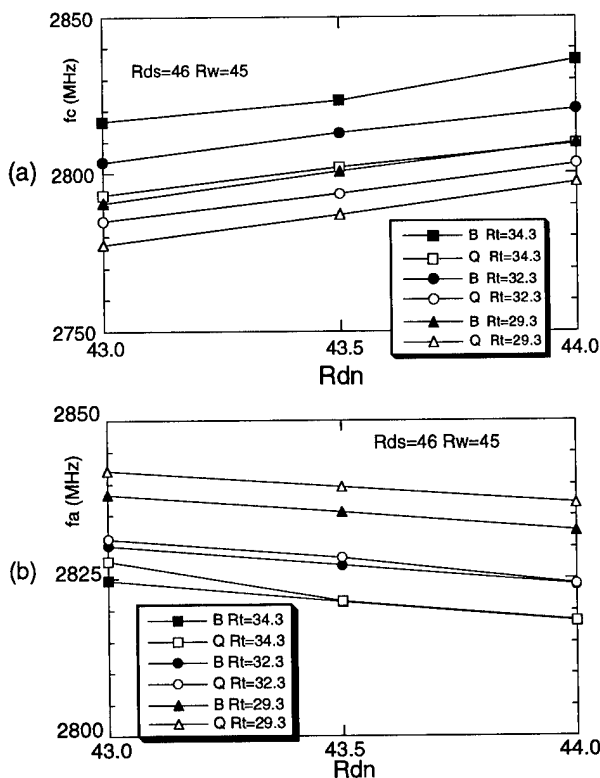 2850
Rds=46 Rw=45
fc (MHz)
(a)
2800
B Rt=34.3
Q Rt=34.3
B Rt=32.3
Q Rt=32.3
B Rt=29.3
Q Rt=29.3
2750
43.0
43.5
44.0
Rdn
2850
Rds=46 Rw=45
fa (MHz)
(b)
2825
B Rt=34.3
Q Rt=34.3
B Rt=32.3
Q Rt=32.3
B Rt=29.3
Q Rt=29.3
2800
43.0
43.5
44.0
Rdn